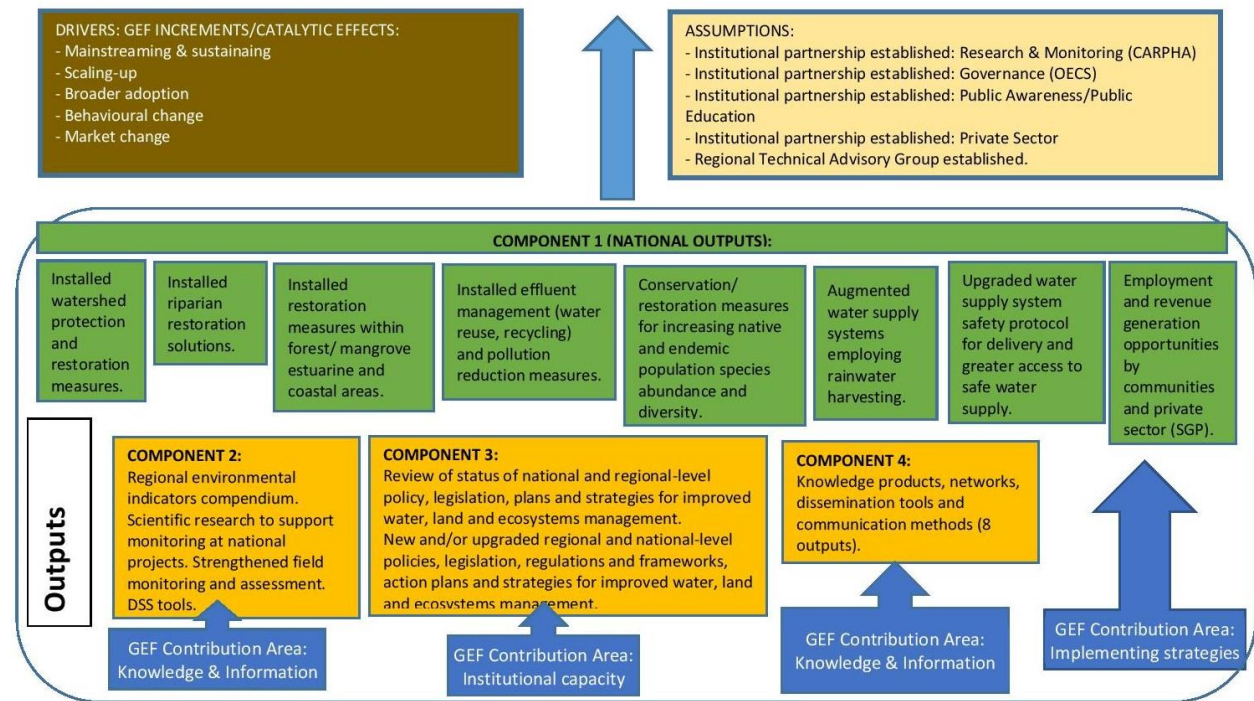 DRIVERS: GEF INCREMENTS/CATALYTIC EFFECTS:
- Mainstreaming & sustainaing
- Scaling-up
- Broader adoption
- Behavioural change
- Market change
ASSUMPTIONS:
- Institutional partnership established: Research & Monitoring (CARPHA)
- Institutional partnership established: Governance (OECS)
- Institutional partnership established: Public Awareness/Public
Education
- Institutional partnership established: Private Sector
- Regional Technical Advisory Group established.
COMPONENT 1 (NATIONAL OUTPUTS):
Installed
watershed
protection
and
restoration
measures.
Installed
riparian
restoration
solutions.
Installed
restoration
measures within
forest/ mangrove
estuarine and
coastal areas.
Installed effluent
management (water
reuse, recycling)
and pollution
reduction measures.
Conservation/
restoration measures
for increasing native
and endemic
population species
abundance and
diversity.
Augmented
water supply
systems
employing
rainwater
harvesting.
Upgraded water
supply system
safety protocol
for delivery and
greater access to
safe water
supply.
Employment
and revenue
generation
opportunities
by
communities
and private
sector (SGP).
Outputs
COMPONENT 2:
Regional environmental
indicators compendium.
Scientific research to support
monitoring at national
projects. Strengthened field
monitoring and assessment.
DSS tools.
COMPONENT 3:
Review of status of national and regional-level
policy, legislation, plans and strategies for improved
water, land and ecosystems management.
New and/or upgraded regional and national-level
policies, legislation, regulations and frameworks,
action plans and strategies for improved water, land
and ecosystems management.
COMPONENT 4:
Knowledge products, networks,
dissemination tools and
communication methods (8
outputs).
GEF Contribution Area:
Knowledge & Information
GEF Contribution Area:
Institutional capacity
GEF Contribution Area:
Knowledge & Information
GEF Contribution Area:
Implementing strategies